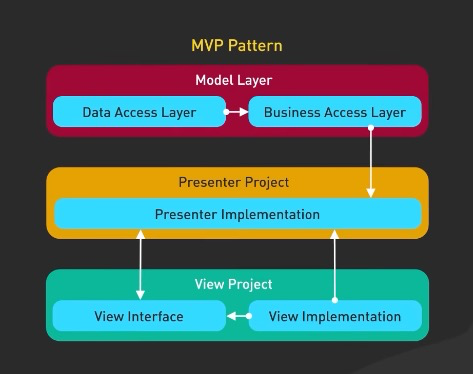 MVP Pattern
Model Layer
Data Access Layer
Business Access Layer
Presenter Project
Presenter Implementation
View Project
View Interface
View Implementation